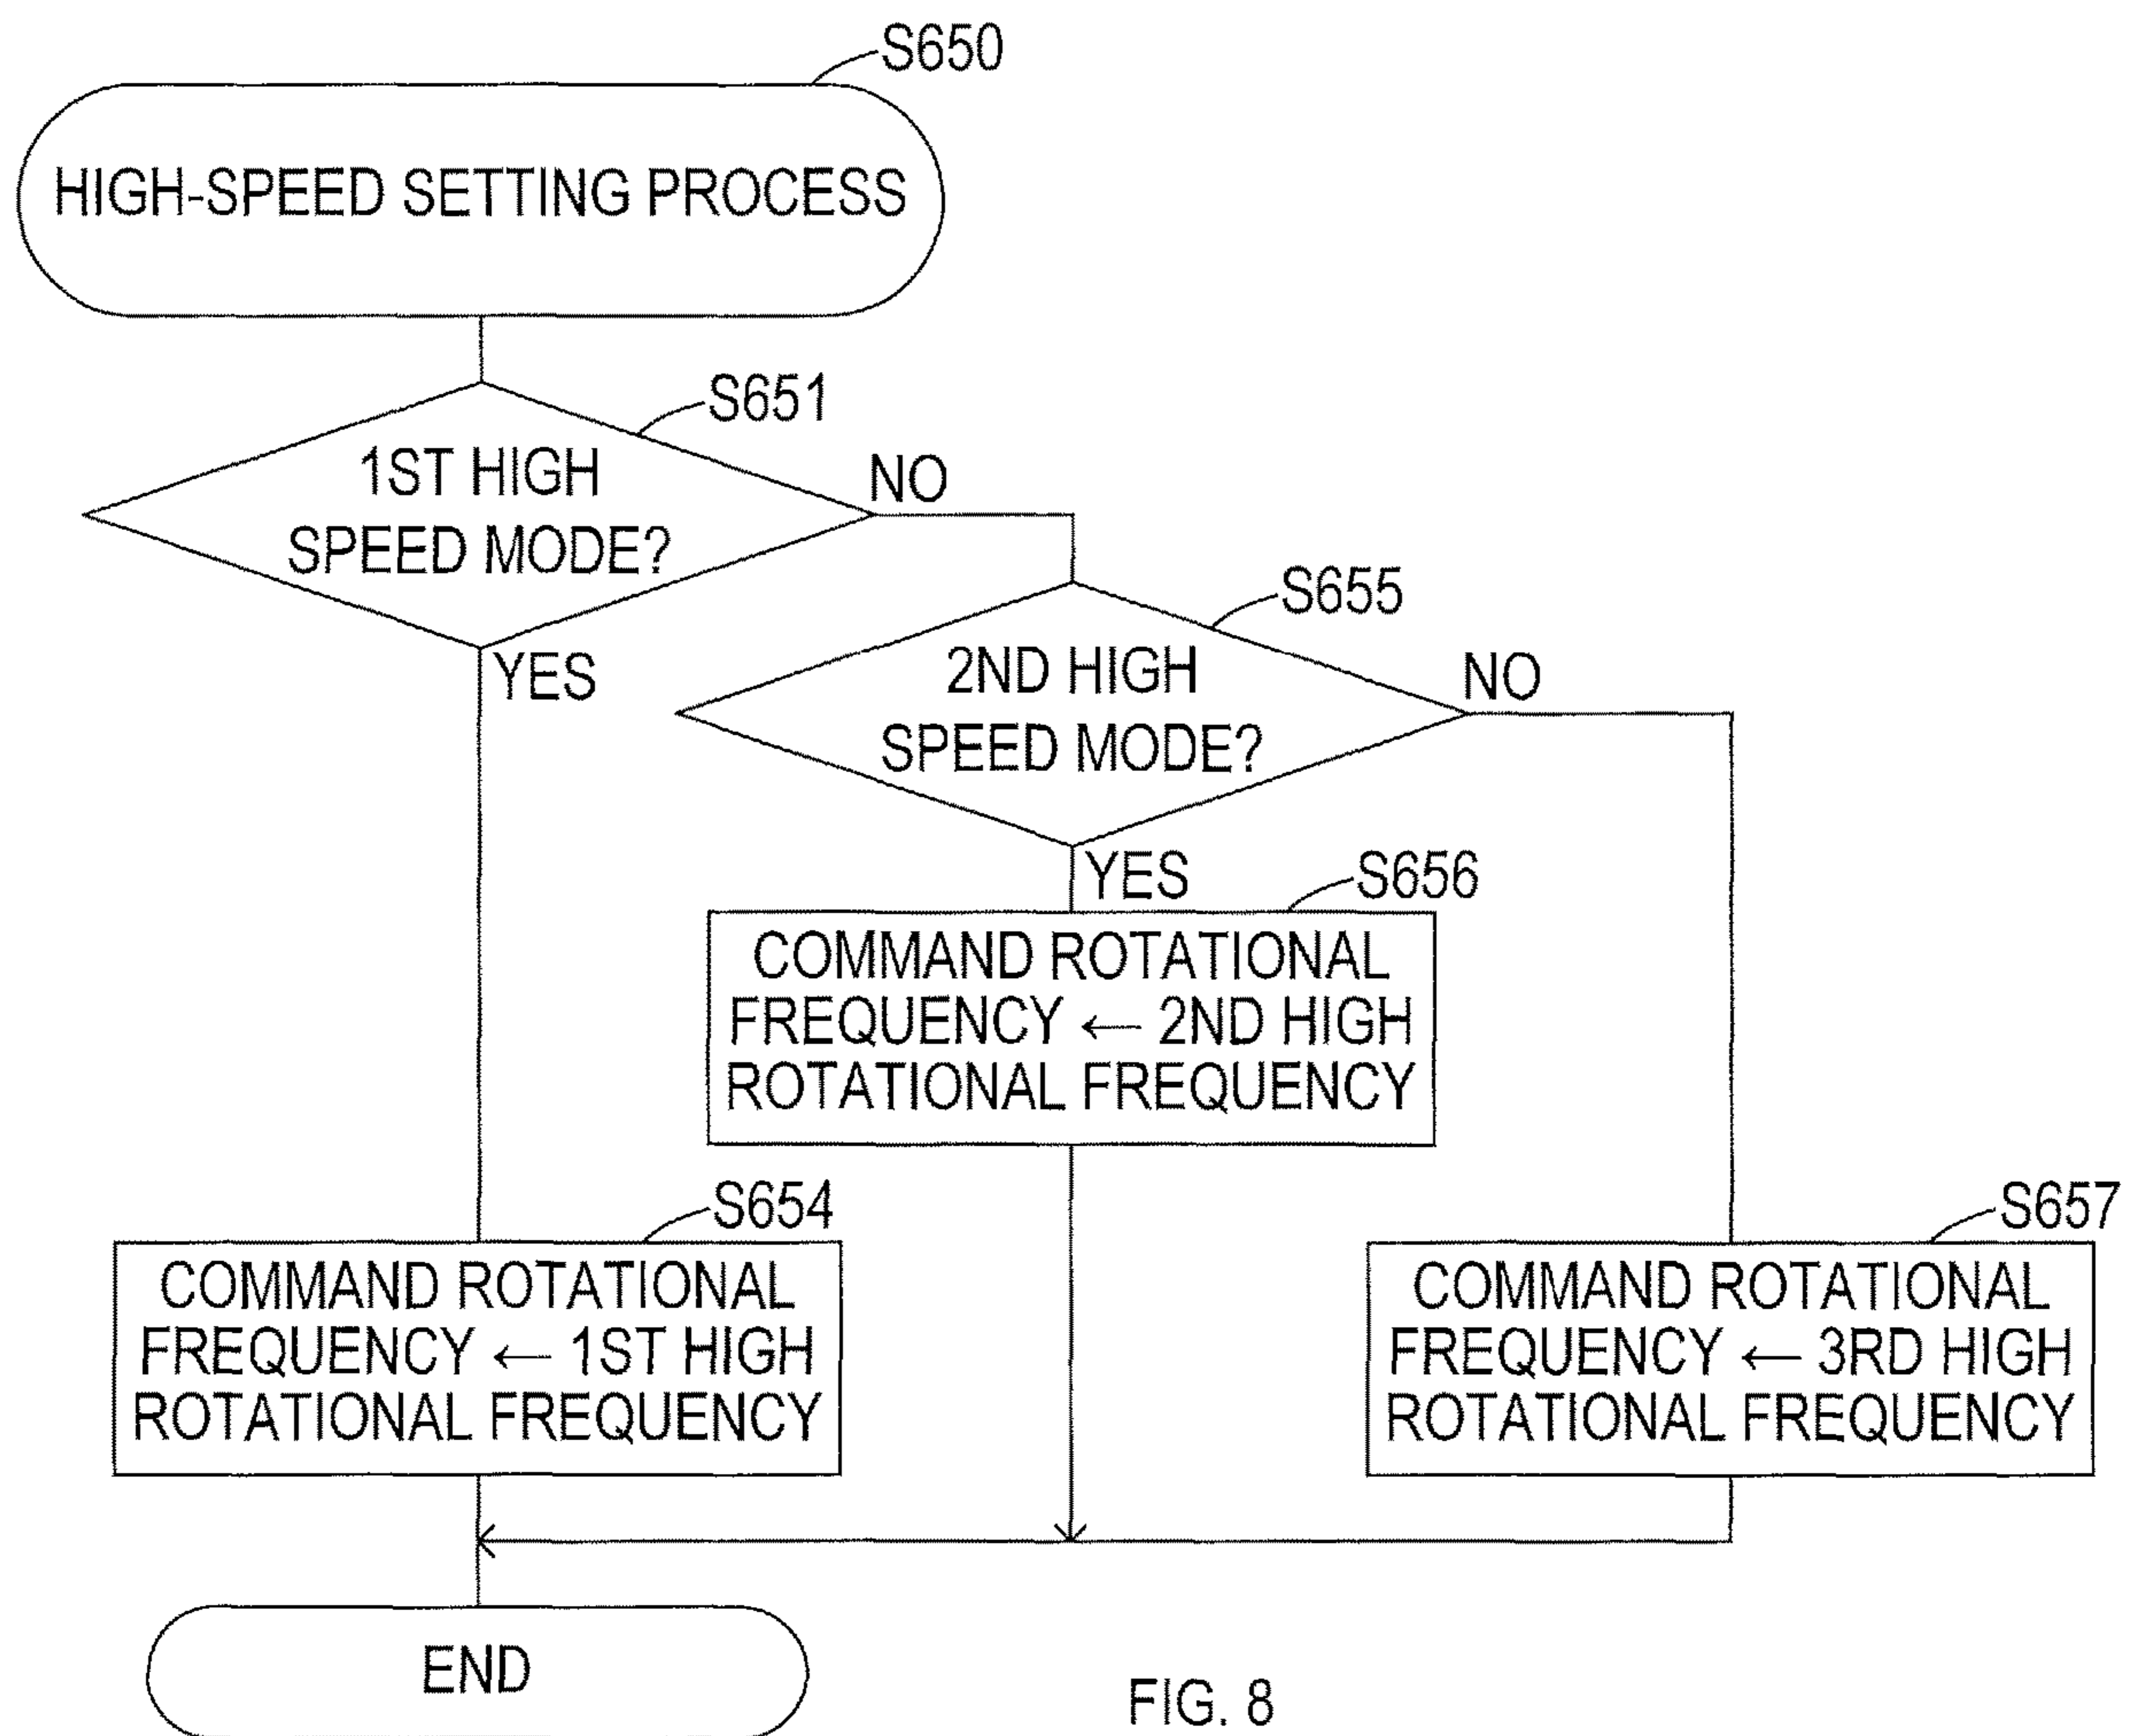 S650
HIGH-SPEED SETTING PROCESS
S651
1ST HIGH
SPEED MODE?
NO
YES
S655
2ND HIGH
SPEED MODE?
NO
YES
S656
COMMAND ROTATIONAL
FREQUENCY ← 2ND HIGH
ROTATIONAL FREQUENCY
S654
COMMAND ROTATIONAL
FREQUENCY ← 1ST HIGH
ROTATIONAL FREQUENCY
S657
COMMAND ROTATIONAL
FREQUENCY ← 3RD HIGH
ROTATIONAL FREQUENCY
END
FIG. 8